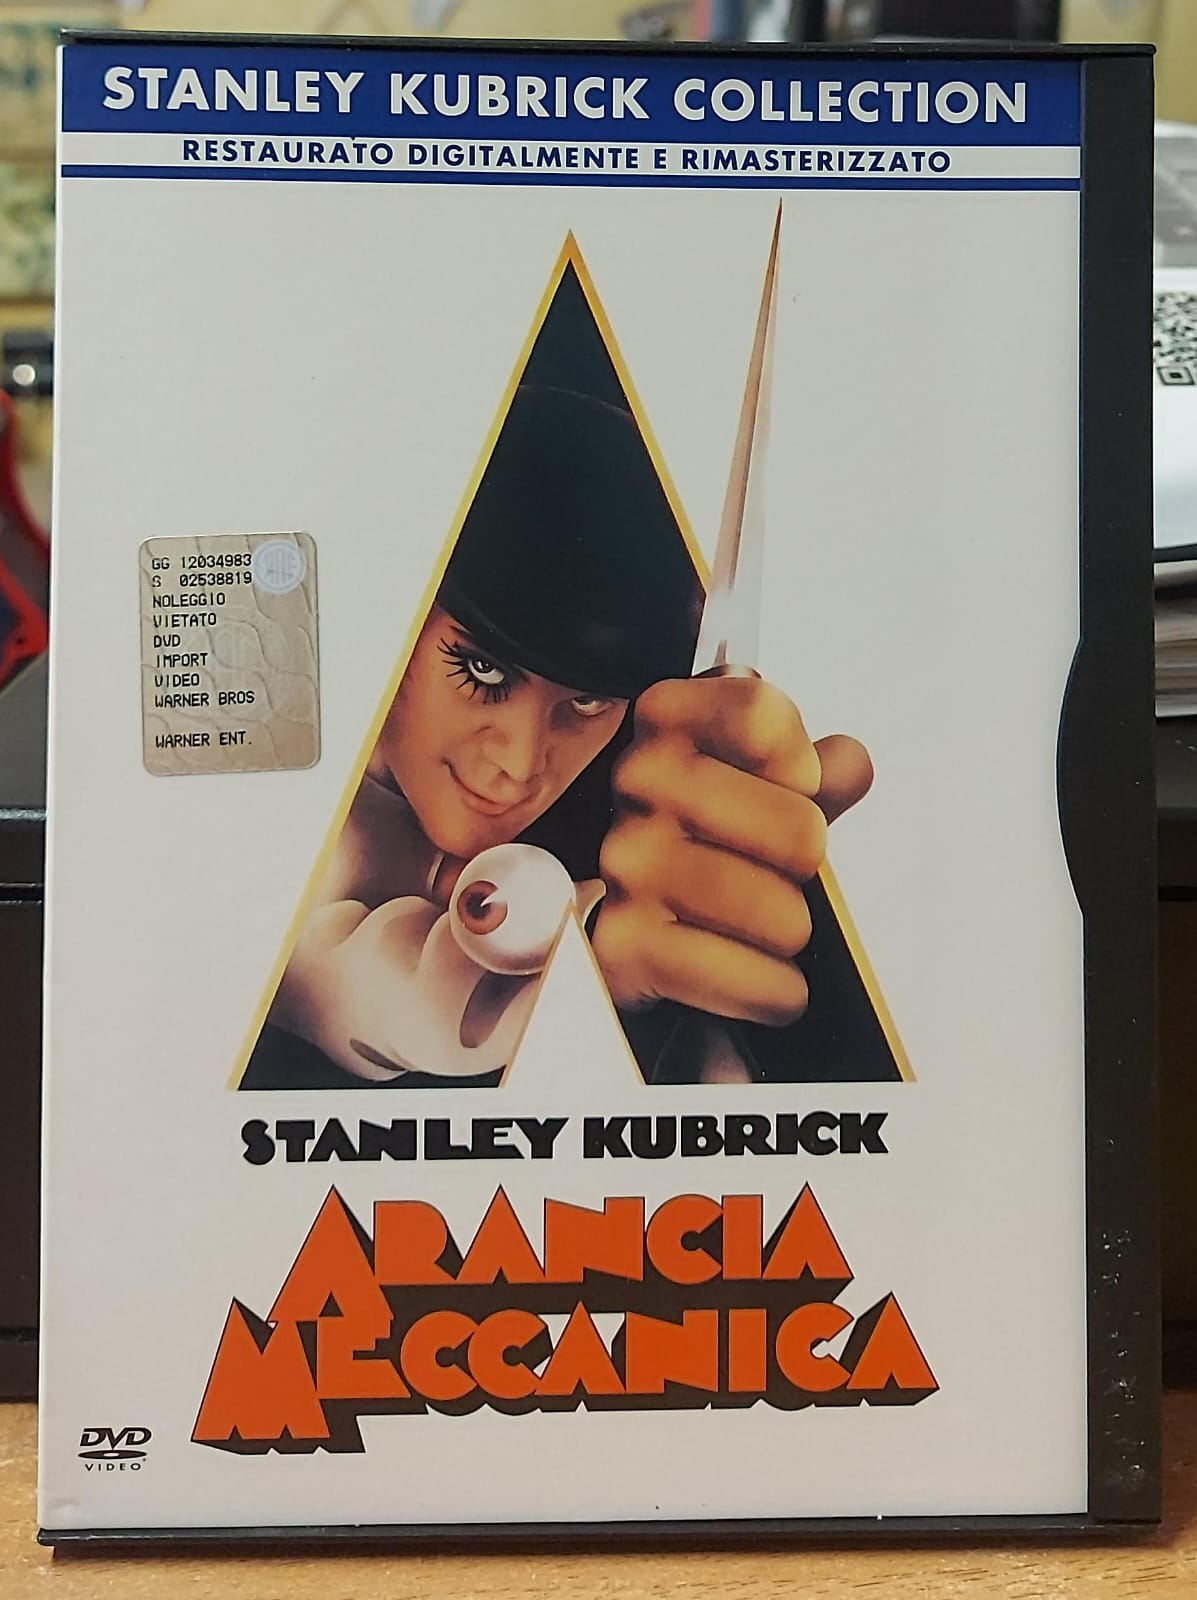 STANLEY KUBRICK COLLECTION
RESTAURATO DIGITALMENTE E RIMASTERIZZATO
GG 12034983
S 02538819
NOLEGGIO
VIETATO
DVD
IMPORT
VIDEO
WARNER BROS
WARNER ENT.
STANLEY KUBRICK
ARANCIA
MECCANICA
DVD
VIDEO